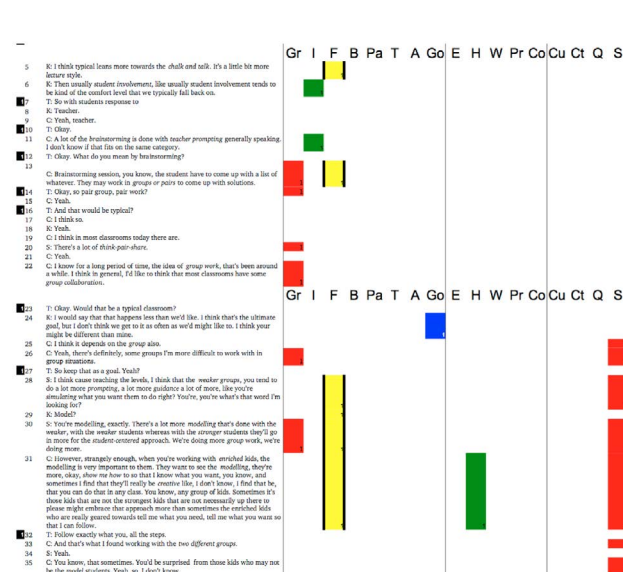 Gr I F B Pa T A Go E H W Pr Co Cu Ct Q S
5 K: I think typical leans more towards the chalk and talk. It's a little bit more
lecture style.
6 K: Then usually student involvement, like usually student involvement tends to
be kind of the comfort level that we typically fall back on.
1 7 T: So with students response to
8 K: Teacher.
9 C: Yeah, teacher.
1 10 T: Okay.
11 C: A lot of the brainstorming is done with teacher prompting generally speaking.
I don't know if that fits on the same category.
1 12 T: Okay. What do you mean by brainstorming?
13
C: Brainstorming session, you know, the student have to come up with a list of
whatever. They may work in groups or pairs to come up with solutions.
1 14 T: Okay, so pair group, pair work?
15 C: Yeah.
1 16 T: And that would be typical?
17 C: I think so.
18 K: Yeah.
19 C: I think in most classrooms today there are.
20 S: There's a lot of think-pair-share.
21 C: Yeah.
22 C: I know for a long period of time, the idea of group work, that's been around
a while. I think in general, I'd like to think that most classrooms have some
group collaboration.
Gr I F B Pa T A Go E H W Pr Co Cu Ct Q S
1 23 T: Okay. Would that be a typical classroom?
24 K: I would say that that happens less than we'd like. I think that's the ultimate
goal, but I don't think we get to it as often as we'd might like to. I think your
might be different than mine.
25 C: I think it depends on the group also.
26 C: Yeah, there's definitely, some groups I'm more difficult to work with in
group situations.
1 27 T: So keep that as a goal. Yeah?
28 S: I think cause teaching the levels, I think that the weaker groups, you tend to
do a lot more prompting, a lot more guidance a lot of more, like you're
simulating what you want them to do right? You're, you're what's that word I'm
looking for?
29 K: Model?
30 S: You're modelling, exactly. There's a lot more modelling that's done with the
weaker, with the weaker students whereas with the stronger students they'll go
in more for the student-centered approach. We're doing more group work, we're
doing more.
31 C: However, strangely enough, when you're working with enriched kids, the
modelling is very important to them. They want to see the modelling, they're
more, okay, show me how to so that I know what you want, you know, and
sometimes I find that they'll really be creative like, I don't know, I find that be,
that you can do that in any class. You know, any group of kids. Sometimes it's
those kids that are not the strongest kids that are not necessarily up there to
please might embrace that approach more than sometimes the enriched kids
who are really geared towards tell me what you need, tell me what you want so
that I can follow.
1 32 T: Follow exactly what you, all the steps.
33 C: And that's what I found working with the two different groups.
34 S: Yeah.
35 C: You know, that sometimes. You'd be surprised from those kids who may not
be the model students. Yeah, so, I don't know.